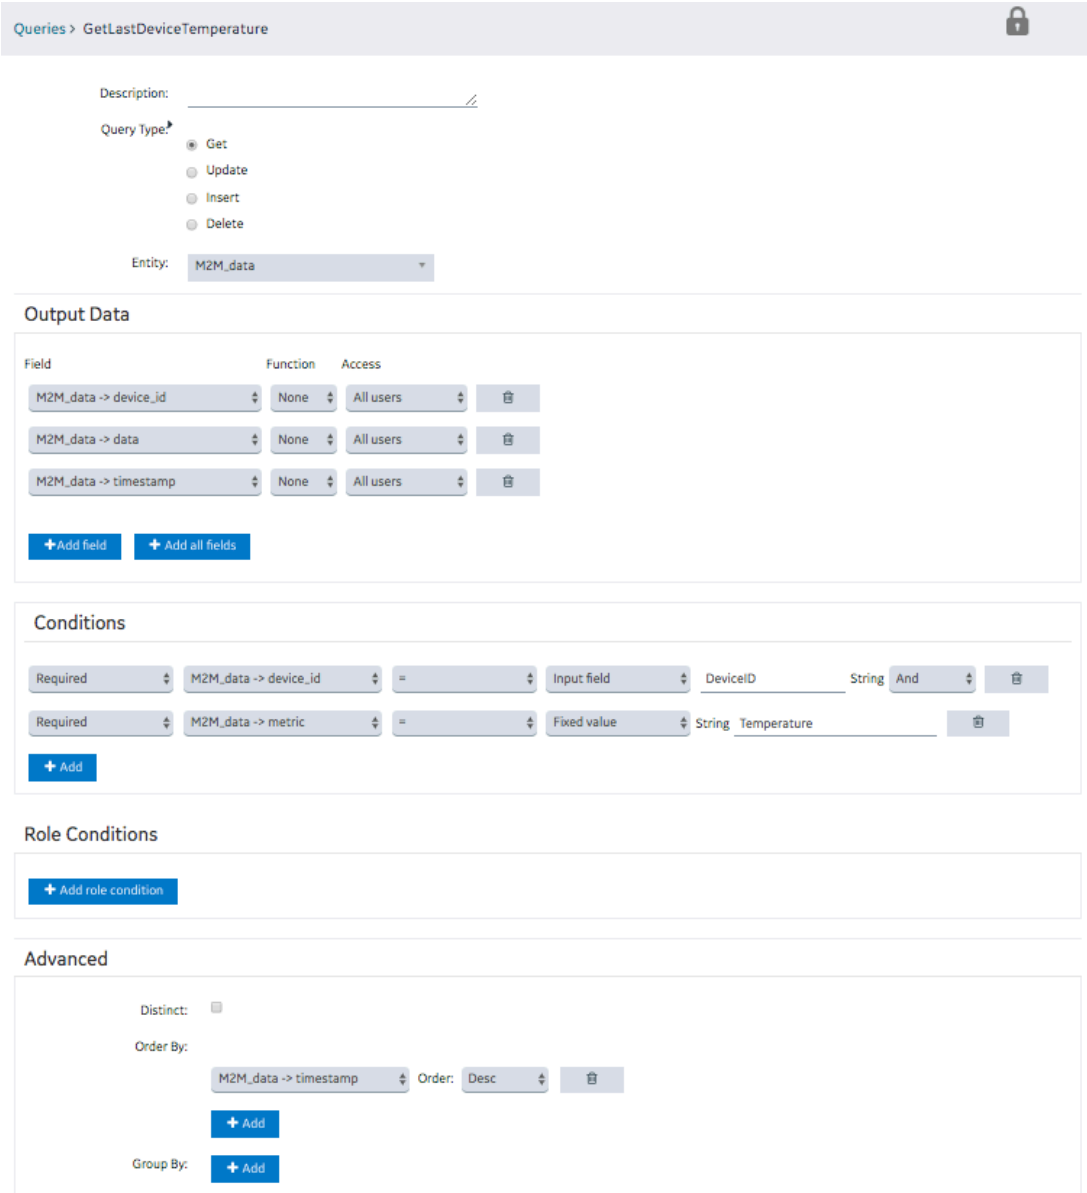 Queries > GetLastDeviceTemperature
Description:
Query Type:
Get
Update
Insert
Delete
Entity: M2M_data
Output Data
Field Function Access
M2M_data -> device_id None All users
M2M_data -> data None All users
M2M_data -> timestamp None All users
+Add field + Add all fields
Conditions
Required M2M_data -> device_id = Input field DeviceID String And
Required M2M_data -> metric = Fixed value String Temperature
+ Add
Role Conditions
+ Add role condition
Advanced
Distinct:
Order By:
M2M_data -> timestamp Order: Desc
+ Add
Group By: + Add